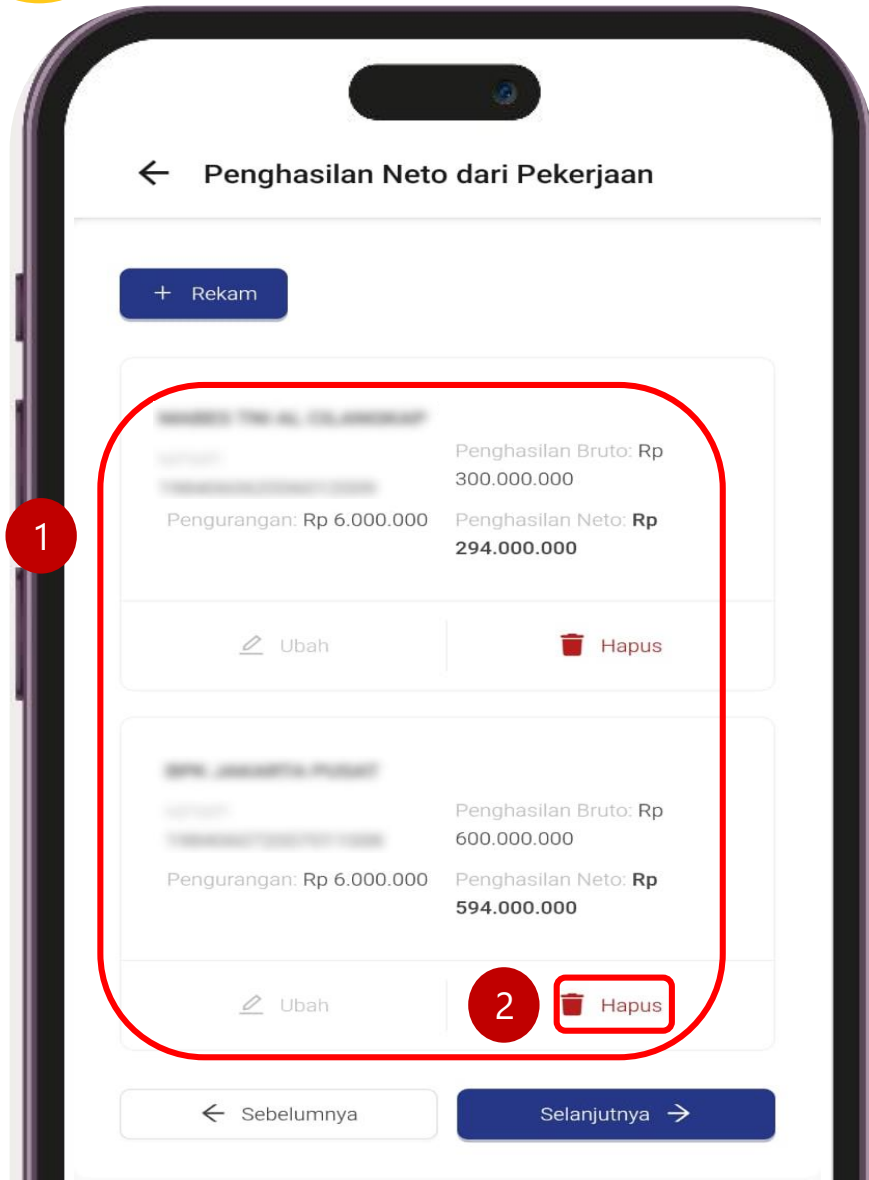 Penghasilan Neto dari Pekerjaan
+ Rekam
Penghasilan Bruto: Rp
300.000.000
Pengurangan: Rp 6.000.000
Penghasilan Neto: Rp
294.000.000
1
Ubah
Hapus
Penghasilan Bruto: Rp
600.000.000
Pengurangan: Rp 6.000.000
Penghasilan Neto: Rp
594.000.000
Ubah
2
Hapus
Sebelumnya
Selanjutnya